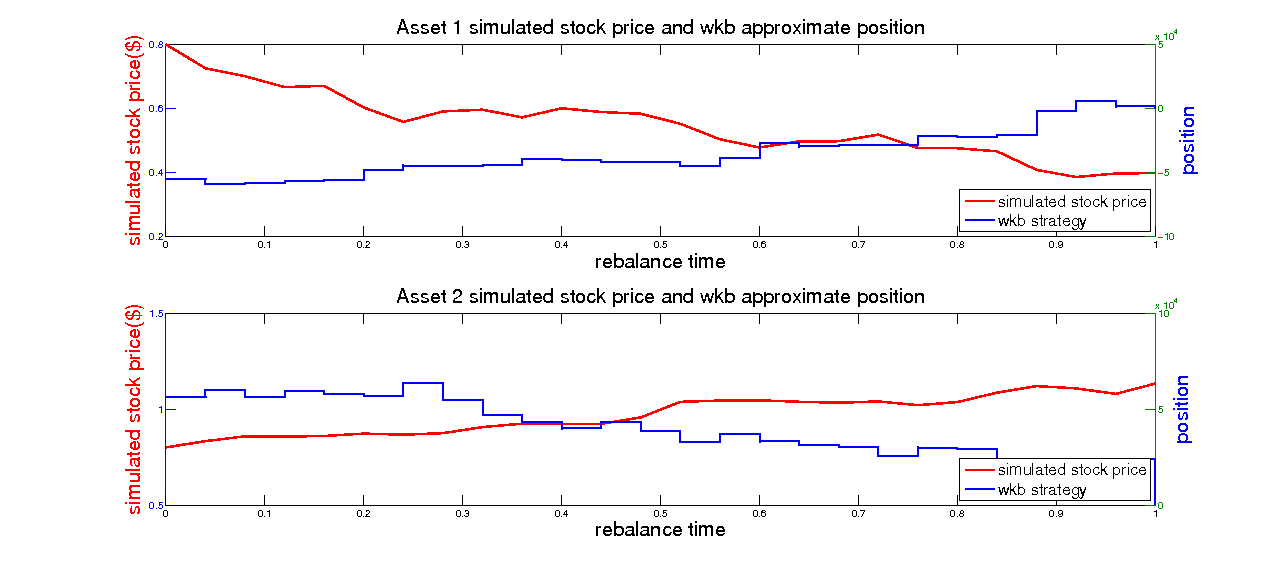 Asset 1 simulated stock price and wkb approximate position
simulated stock price($)
0.8
0.6
0.4
0.2
x 10^4
5
0
−5
−10
position
simulated stock price
wkb strategy
0 0.1 0.2 0.3 0.4 0.5 0.6 0.7 0.8 0.9 1
rebalance time
Asset 2 simulated stock price and wkb approximate position
simulated stock price($)
1.5
1
0.5
x 10^4
10
5
0
position
simulated stock price
wkb strategy
0 0.1 0.2 0.3 0.4 0.5 0.6 0.7 0.8 0.9 1
rebalance time